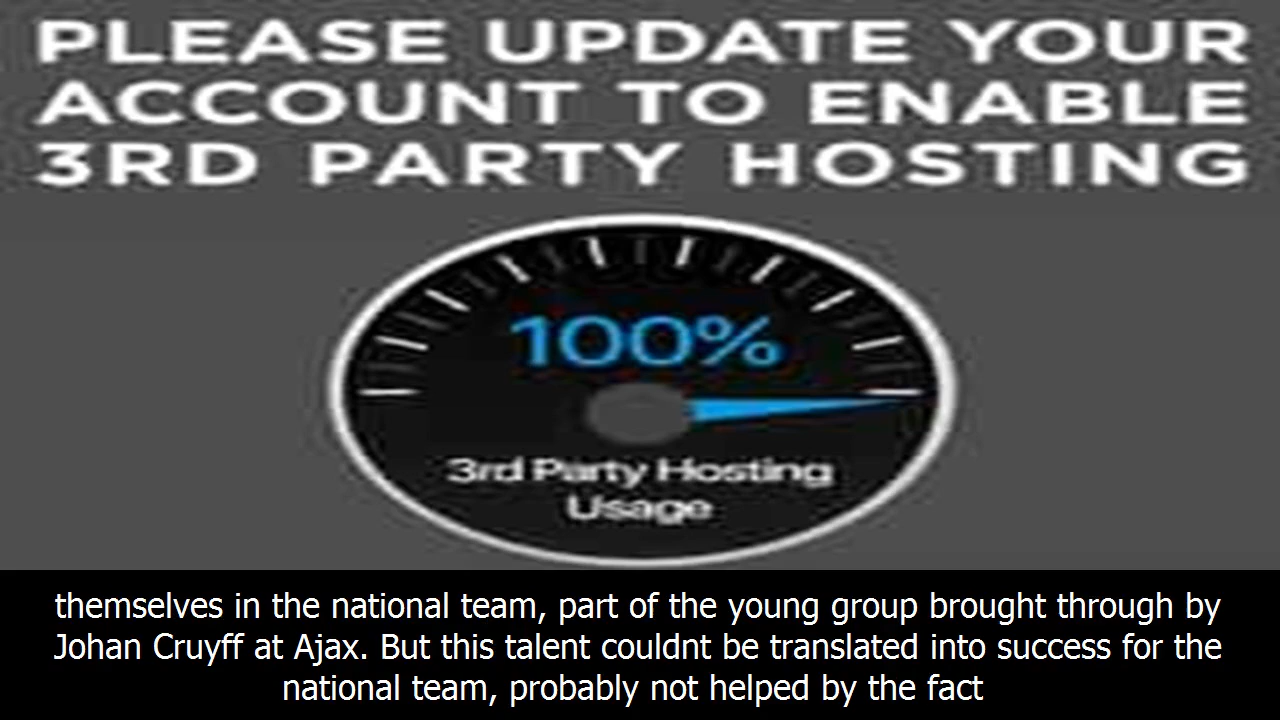 PLEASE UPDATE YOUR
ACCOUNT TO ENABLE
3RD PARTY HOSTING
100%
3rd Party Hosting
Usage
themselves in the national team, part of the young group brought through by
Johan Cruyff at Ajax. But this talent couldnt be translated into success for the
national team, probably not helped by the fact